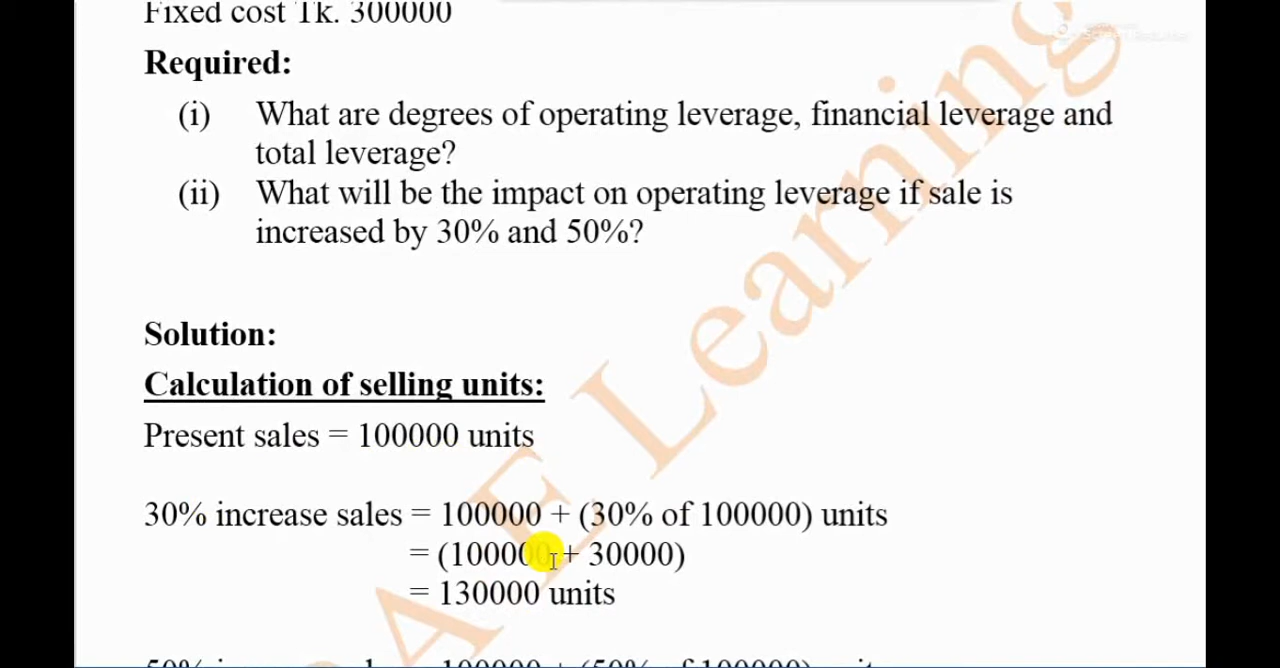 Fixed cost Tk. 300000
Required:
(i) What are degrees of operating leverage, financial leverage and
total leverage?
(ii) What will be the impact on operating leverage if sale is
increased by 30% and 50%?
Solution:
Calculation of selling units:
Present sales = 100000 units
30% increase sales = 100000 + (30% of 100000) units
= (100000 + 30000)
= 130000 units
A E Learning